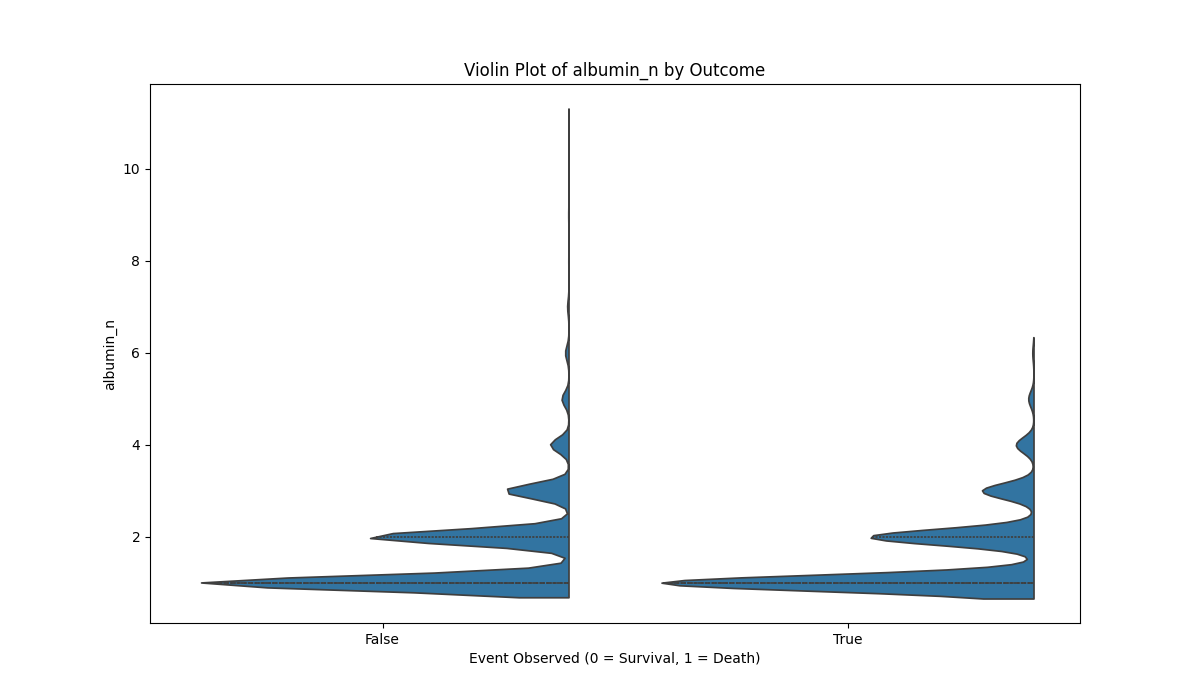 Violin Plot of albumin_n by Outcome
10
8
6
4
2
albumin_n
False
True
Event Observed (0 = Survival, 1 = Death)